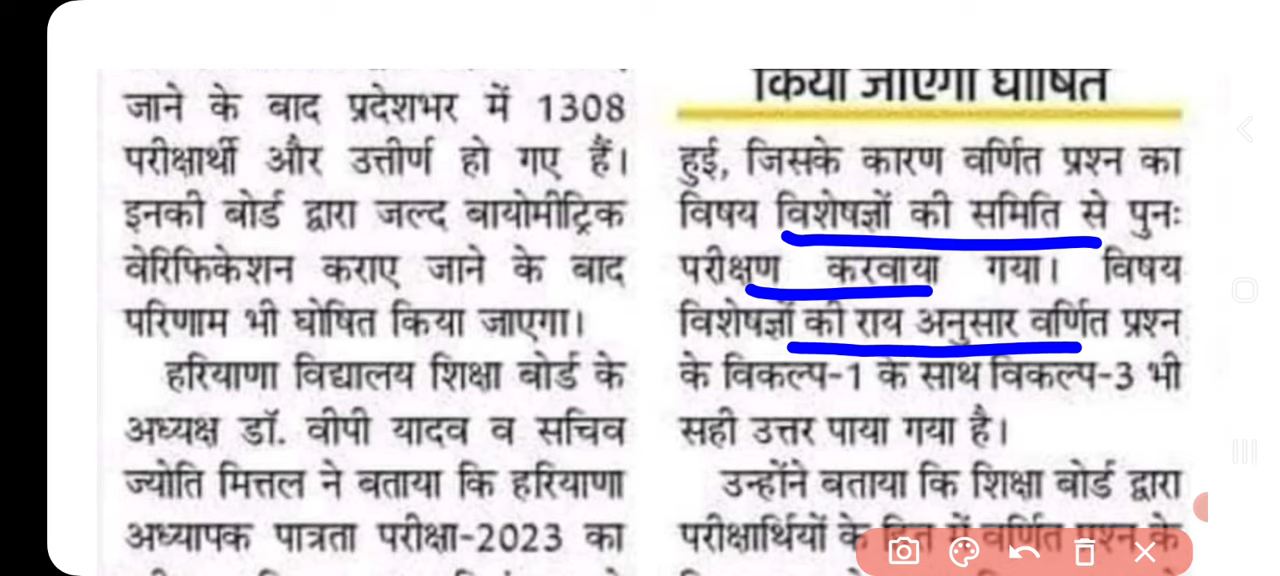 जाने के बाद प्रदेशभर में 1308
परीक्षार्थी और उत्तीर्ण हो गए हैं।
इनकी बोर्ड द्वारा जल्द बायोमीट्रिक
वेरिफिकेशन कराए जाने के बाद
परिणाम भी घोषित किया जाएगा।
हरियाणा विद्यालय शिक्षा बोर्ड के
अध्यक्ष डॉ. वीपी यादव व सचिव
ज्योति मित्तल ने बताया कि हरियाणा
अध्यापक पात्रता परीक्षा-2023 का
किया जाएगा घोषित
हुई, जिसके कारण वर्णित प्रश्न का
विषय विशेषज्ञों की समिति से पुनः
परीक्षण करवाया गया। विषय
विशेषज्ञों की राय अनुसार वर्णित प्रश्न
के विकल्प-1 के साथ विकल्प-3 भी
सही उत्तर पाया गया है।
उन्होंने बताया कि शिक्षा बोर्ड द्वारा
परीक्षार्थियों के हित में वर्णित प्रश्न के